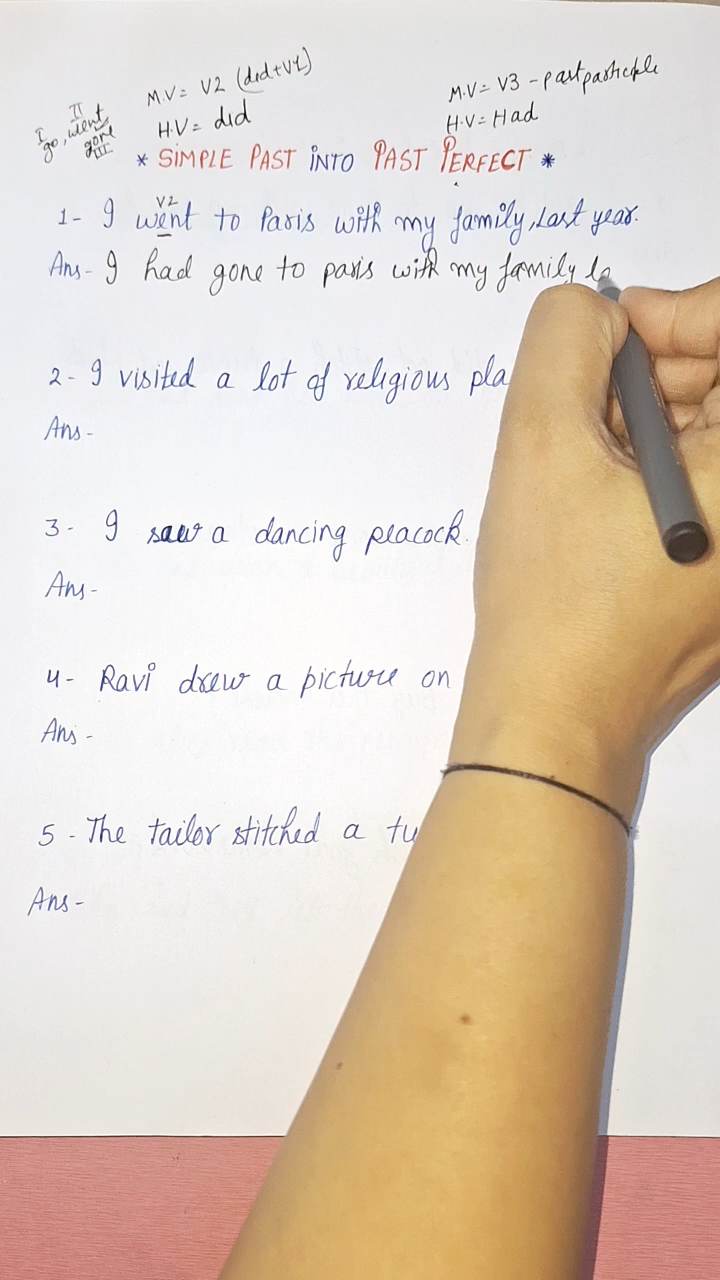 M.V = V2 (did+V1)
H.V = did
M.V = V3 - past participle
H.V = Had
I II
go, went
gone
III
* SIMPLE PAST INTO PAST PERFECT *
V2
1- I went to Paris with my family, Last year.
Ans- I had gone to paris with my family la
2- I visited a lot of religious pla
Ans-
3- I saw a dancing peacock.
Ans-
4- Ravi drew a picture on
Ans-
5- The tailor stitched a tu
Ans-